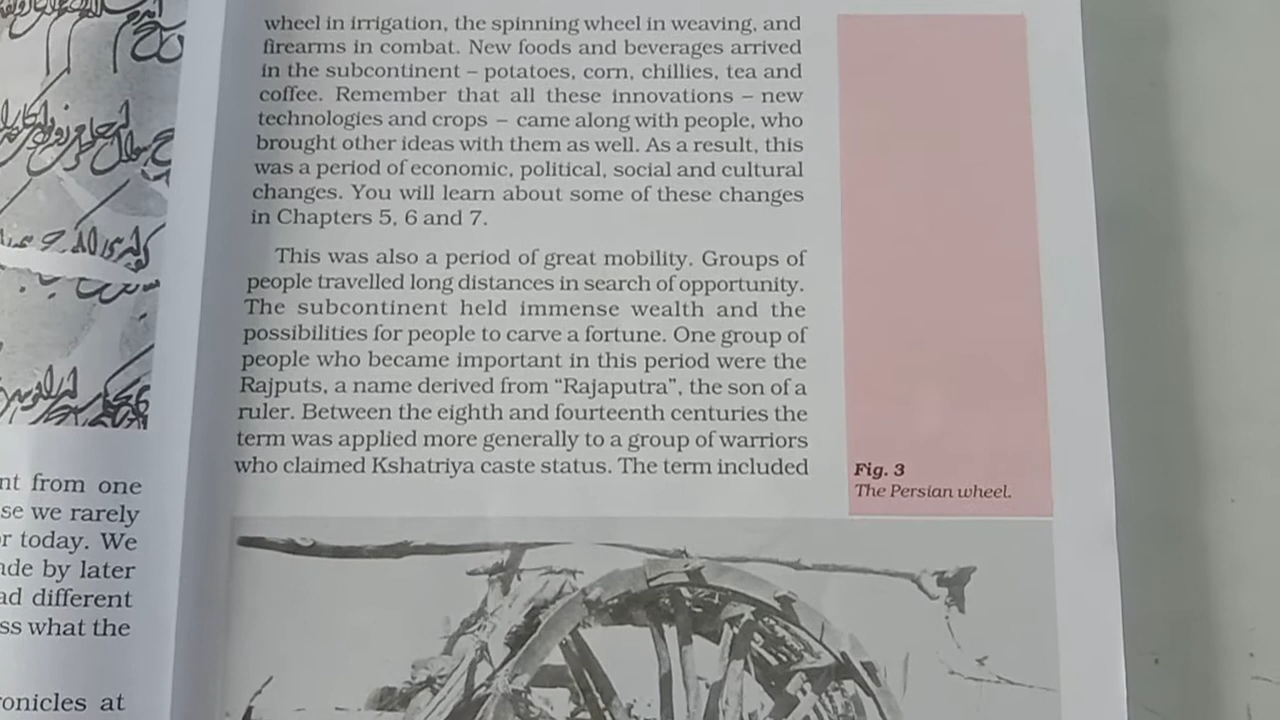 nt from one
se we rarely
r today. We
ade by later
ad different
ss what the
ronicles at
wheel in irrigation, the spinning wheel in weaving, and
firearms in combat. New foods and beverages arrived
in the subcontinent – potatoes, corn, chillies, tea and
coffee. Remember that all these innovations – new
technologies and crops – came along with people, who
brought other ideas with them as well. As a result, this
was a period of economic, political, social and cultural
changes. You will learn about some of these changes
in Chapters 5, 6 and 7.
This was also a period of great mobility. Groups of
people travelled long distances in search of opportunity.
The subcontinent held immense wealth and the
possibilities for people to carve a fortune. One group of
people who became important in this period were the
Rajputs, a name derived from “Rajaputra”, the son of a
ruler. Between the eighth and fourteenth centuries the
term was applied more generally to a group of warriors
who claimed Kshatriya caste status. The term included
Fig. 3
The Persian wheel.